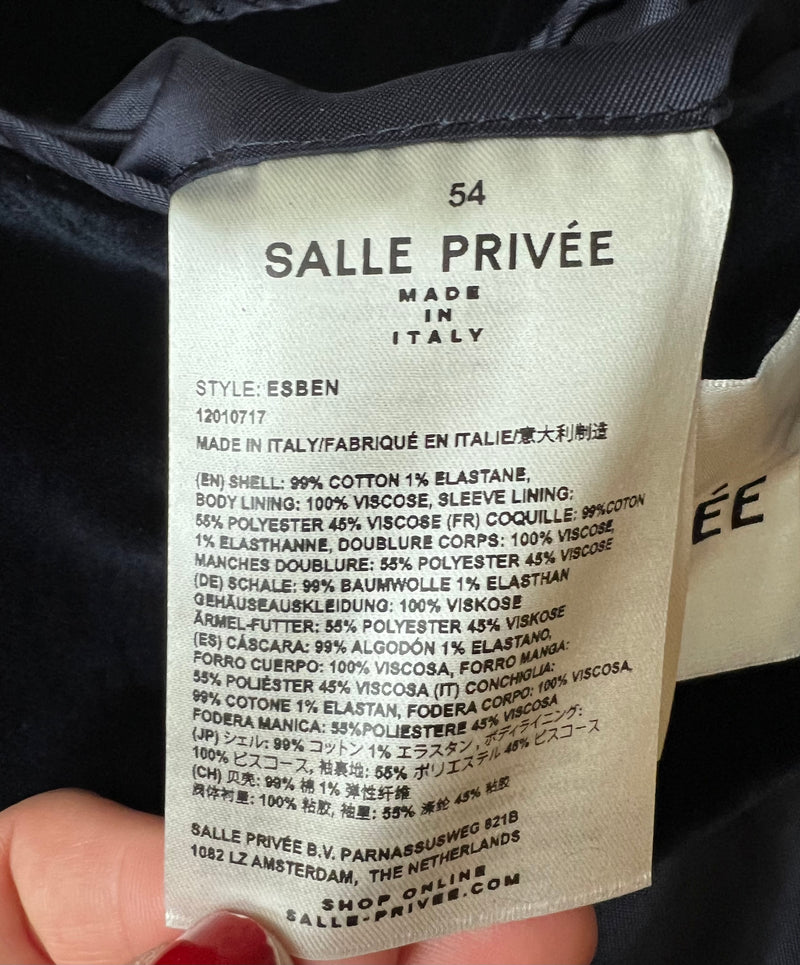 54
SALLE PRIVÉE
MADE
IN
ITALY
STYLE: ESBEN
12010717
MADE IN ITALY/FABRIQUÉ EN ITALIE/意大利制造
(EN) SHELL: 99% COTTON 1% ELASTANE,
BODY LINING: 100% VISCOSE, SLEEVE LINING:
55% POLYESTER 45% VISCOSE (FR) COQUILLE: 99%COTON
1% ELASTHANNE, DOUBLURE CORPS: 100% VISCOSE,
MANCHES DOUBLURE: 55% POLYESTER 45% VISCOSE
(DE) SCHALE: 99% BAUMWOLLE 1% ELASTHAN
GEHÄUSEAUSKLEIDUNG: 100% VISKOSE
ÄRMEL-FUTTER: 55% POLYESTER 45% VISKOSE
(ES) CÁSCARA: 99% ALGODÓN 1% ELASTANO,
FORRO CUERPO: 100% VISCOSA, FORRO MANGA:
55% POLIÉSTER 45% VISCOSA (IT) CONCHIGLIA:
99% COTONE 1% ELASTAN, FODERA CORPO: 100% VISCOSA,
FODERA MANICA: 55%POLIESTERE 45% VISCOSA
(JP) シェル: 99% コットン 1% エラスタン, ボディライニング:
100% ビスコース, 袖裏地: 55% ポリエステル 45% ビスコース
(CH) 贝壳: 99% 棉 1% 弹性纤维
阀体衬里: 100% 粘胶, 袖里: 55% 涤纶 45% 粘胶
SALLE PRIVÉE B.V. PARNASSUSWEG 821B
1082 LZ AMSTERDAM, THE NETHERLANDS
SHOP ONLINE
SALLE-PRIVEE.COM
ÉE